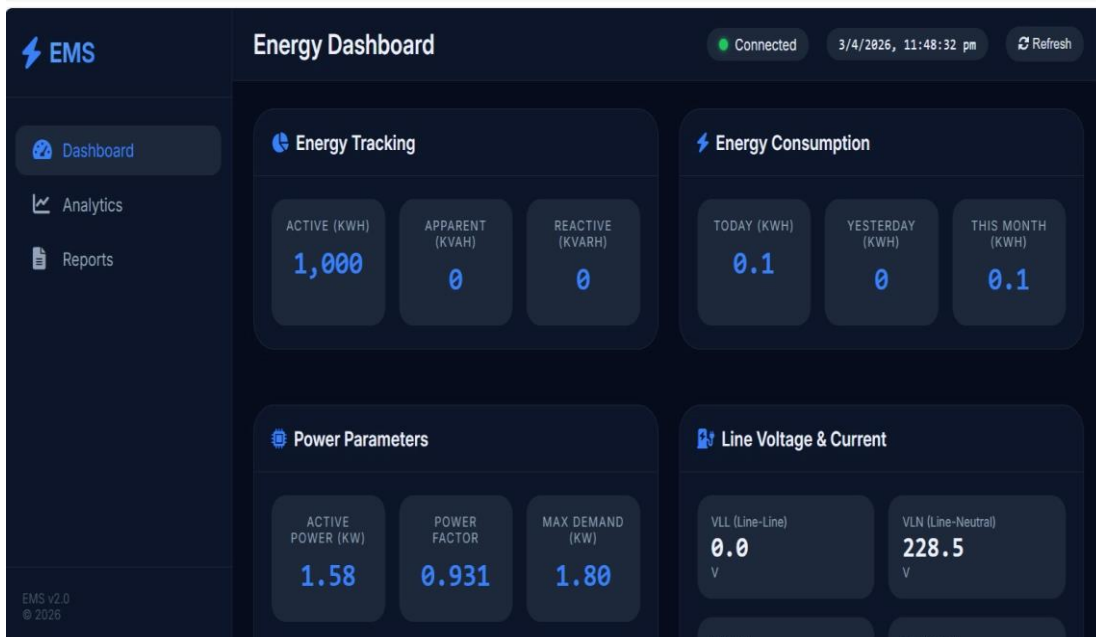 EMS
Energy Dashboard
Connected
3/4/2026, 11:48:32 pm
Refresh
Dashboard
Analytics
Reports
Energy Tracking
ACTIVE (KWH)
1,000
APPARENT
(KVAH)
0
REACTIVE
(KVARH)
0
Energy Consumption
TODAY (KWH)
0.1
YESTERDAY
(KWH)
0
THIS MONTH
(KWH)
0.1
Power Parameters
ACTIVE
POWER (KW)
1.58
POWER
FACTOR
0.931
MAX DEMAND
(KW)
1.80
Line Voltage & Current
VLL (Line-Line)
0.0
V
VLN (Line-Neutral)
228.5
V
EMS v2.0
© 2026